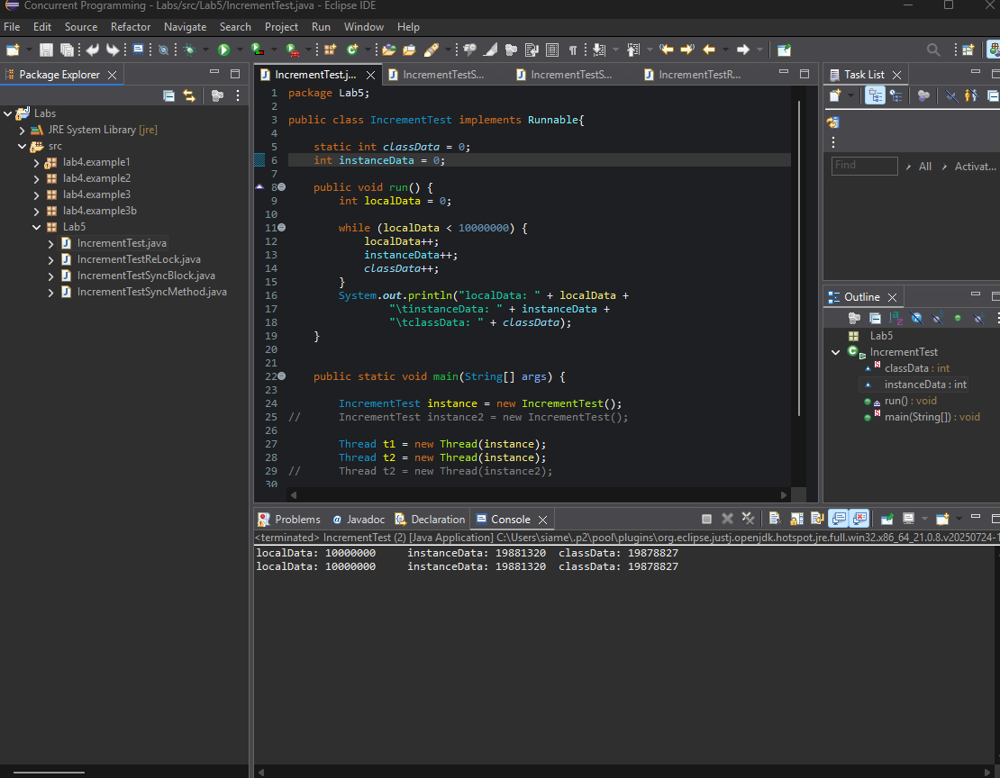 Concurrent Programming - Labs/src/Lab5/IncrementTest.java - Eclipse IDE
File Edit Source Refactor Navigate Search Project Run Window Help
Package Explorer
Labs
JRE System Library [jre]
src
lab4.example1
lab4.example2
lab4.example3
lab4.example3b
Lab5
IncrementTest.java
IncrementTestReLock.java
IncrementTestSyncBlock.java
IncrementTestSyncMethod.java
IncrementTest.j... IncrementTestS... IncrementTestS... IncrementTestR...
1 package Lab5;
2
3 public class IncrementTest implements Runnable{
4
5 static int classData = 0;
6 int instanceData = 0;
7
8 public void run() {
9 int localData = 0;
10
11 while (localData < 10000000) {
12 localData++;
13 instanceData++;
14 classData++;
15 }
16 System.out.println("localData: " + localData +
17 "\tinstanceData: " + instanceData +
18 "\tclassData: " + classData);
19 }
20
21
22 public static void main(String[] args) {
23
24 IncrementTest instance = new IncrementTest();
25 // IncrementTest instance2 = new IncrementTest();
26
27 Thread t1 = new Thread(instance);
28 Thread t2 = new Thread(instance);
29 // Thread t2 = new Thread(instance2);
30
Task List
Find All Activat...
Outline
Lab5
IncrementTest
classData : int
instanceData : int
run() : void
main(String[]) : void
Problems Javadoc Declaration Console
<terminated> IncrementTest (2) [Java Application] C:\Users\siame\.p2\pool\plugins\org.eclipse.justj.openjdk.hotspot.jre.full.win32.x86_64_21.0.8.v20250724-1
localData: 10000000 instanceData: 19881320 classData: 19878827
localData: 10000000 instanceData: 19881320 classData: 19878827